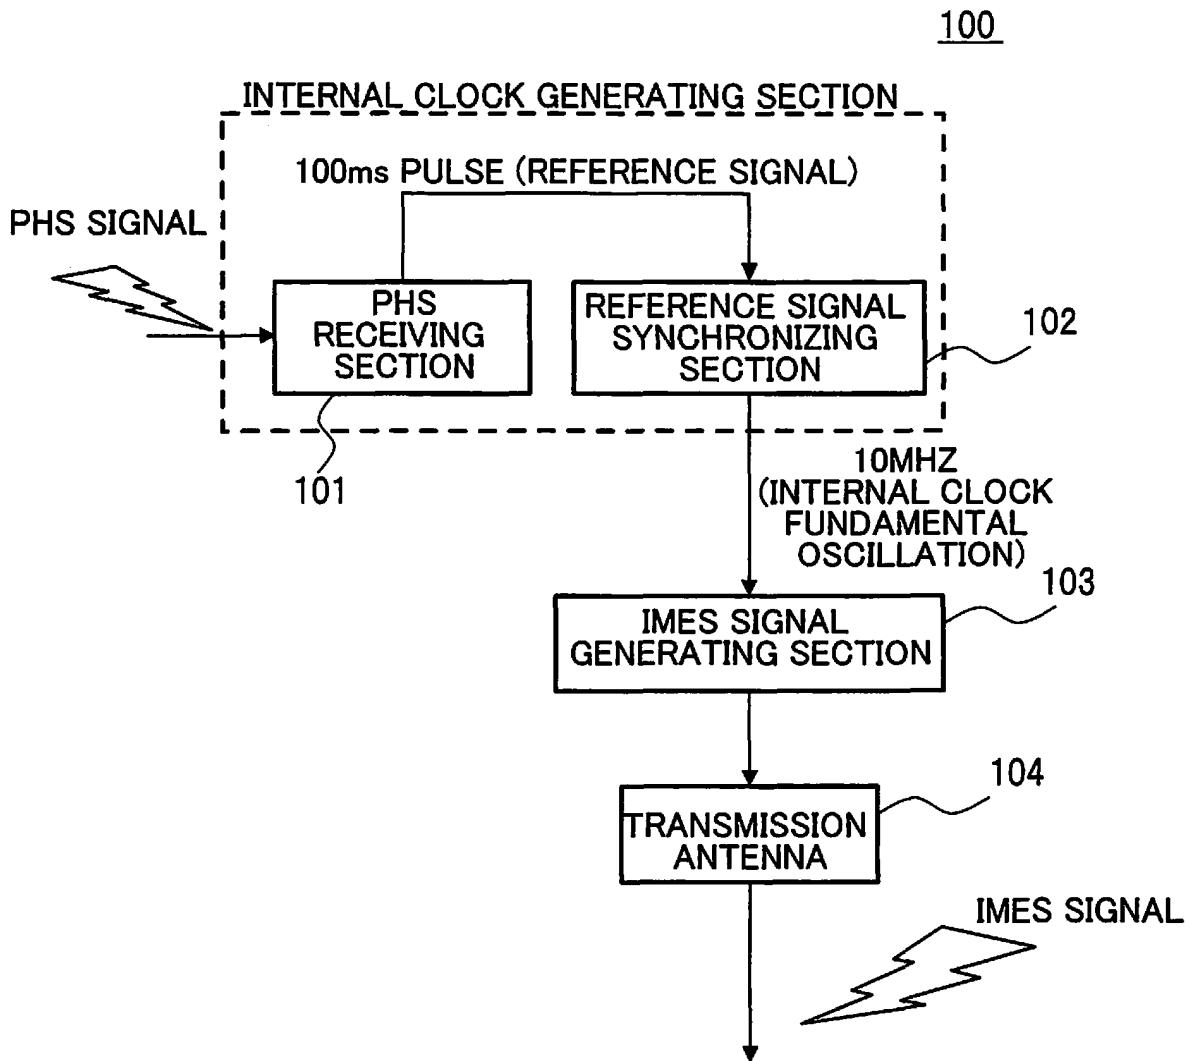 100
INTERNAL CLOCK GENERATING SECTION
100ms PULSE (REFERENCE SIGNAL)
PHS SIGNAL
PHS
RECEIVING
SECTION
REFERENCE SIGNAL
SYNCHRONIZING
SECTION
102
101
10MHZ
(INTERNAL CLOCK
FUNDAMENTAL
OSCILLATION)
103
IMES SIGNAL
GENERATING SECTION
104
TRANSMISSION
ANTENNA
IMES SIGNAL